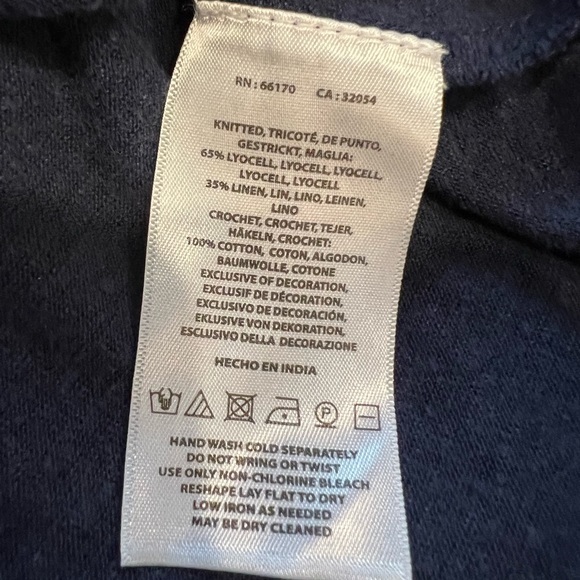 RN : 66170 CA : 32054
KNITTED, TRICOTÉ, DE PUNTO,
GESTRICKT, MAGLIA:
65% LYOCELL, LYOCELL, LYOCELL,
LYOCELL, LYOCELL
35% LINEN, LIN, LINO, LEINEN,
LINO
CROCHET, CROCHET, TEJER,
HÄKELN, CROCHET:
100% COTTON, COTON, ALGODON,
BAUMWOLLE, COTONE
EXCLUSIVE OF DECORATION,
EXCLUSIF DE DÉCORATION,
EXCLUSIVO DE DECORACIÓN,
EKLUSIVE VON DEKORATION,
ESCLUSIVO DELLA DECORAZIONE
HECHO EN INDIA
P
HAND WASH COLD SEPARATELY
DO NOT WRING OR TWIST
USE ONLY NON-CHLORINE BLEACH
RESHAPE LAY FLAT TO DRY
LOW IRON AS NEEDED
MAY BE DRY CLEANED